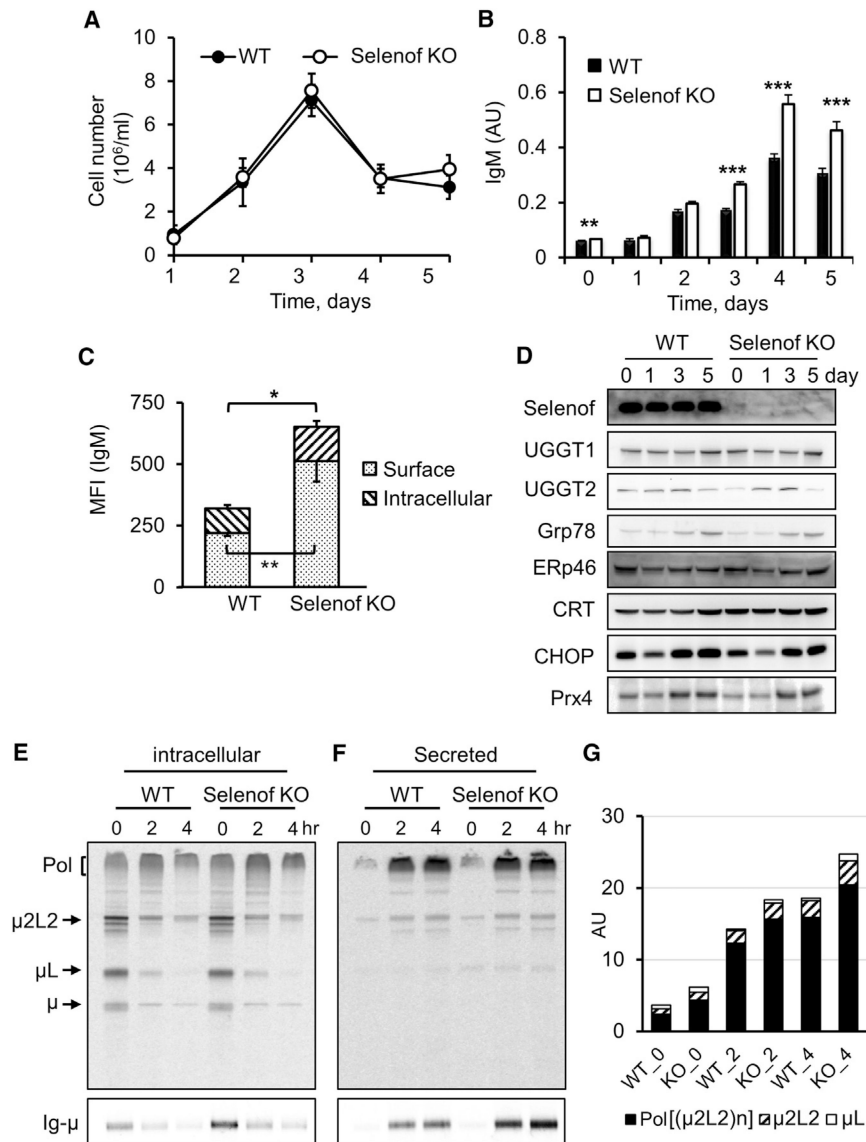 A
10
8
6
4
2
0
Cell number
(10⁶/ml)
WT
Selenof KO
1 2 3 4 5
Time, days
B
0.8
0.6
0.4
0.2
0
IgM (AU)
WT
Selenof KO
**
***
***
***
0 1 2 3 4 5
Time, days
C
750
500
250
0
MFI (IgM)
*
**
Surface
Intracellular
WT Selenof KO
D
WT Selenof KO
0 1 3 5 0 1 3 5 day
Selenof
UGGT1
UGGT2
Grp78
ERp46
CRT
CHOP
Prx4
E
intracellular
WT Selenof KO
0 2 4 0 2 4 hr
Pol
μ2L2
μL
μ
Ig-μ
F
Secreted
WT Selenof KO
0 2 4 0 2 4 hr
G
30
20
10
0
AU
WT_0 KO_0 WT_2 KO_2 WT_4 KO_4
Pol[(μ2L2)n] μ2L2 μL